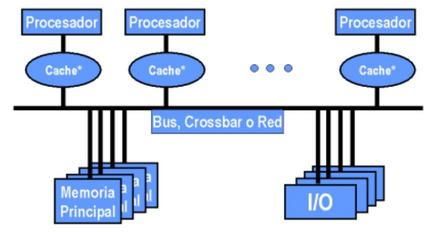 Procesador Procesador Procesador
Cache* Cache* Cache*
Bus, Crossbar o Red
Memoria
Principal
I/O